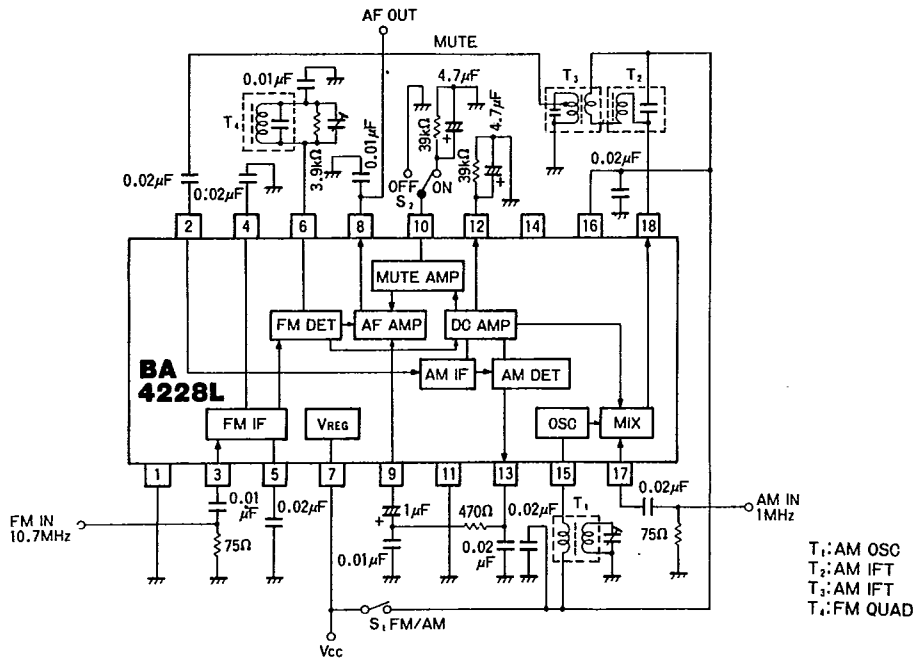 AF OUT
MUTE
0.01μF
4.7μF
4.7μF
T₃
T₂
T₄
3.9kΩ
0.01μF
39kΩ
39kΩ
OFF
ON
S₂
0.02μF
0.02μF
0.02μF
2
4
6
8
10
12
14
16
18
MUTE AMP
FM DET
AF AMP
DC AMP
AM IF
AM DET
BA
4228L
FM IF
VREG
OSC
MIX
1
3
5
7
9
11
13
15
17
0.01
μF
0.02μF
1μF
470Ω
0.02μF
T₁
0.02μF
AM IN
1MHz
FM IN
10.7MHz
75Ω
0.01μF
0.02
μF
75Ω
S₁ FM/AM
Vcc
T₁:AM OSC
T₂:AM IFT
T₃:AM IFT
T₄:FM QUAD
+
+
+